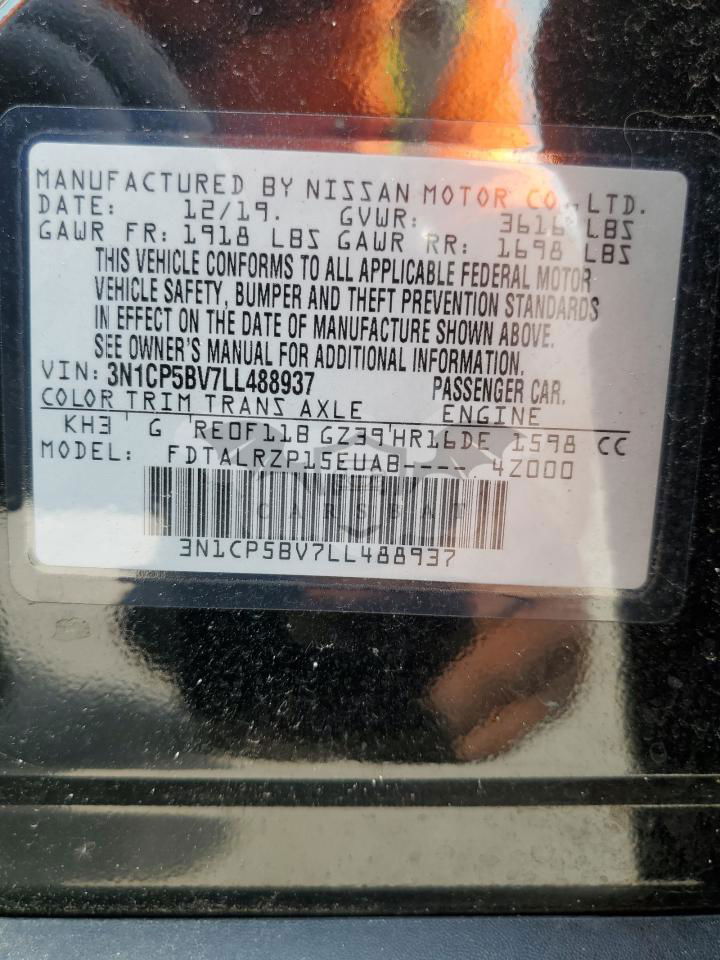 MANUFACTURED BY NISSAN MOTOR CO.,LTD.
DATE: 12/19. GVWR: 3616 LBS
GAWR FR: 1918 LBS GAWR RR: 1698 LBS
THIS VEHICLE CONFORMS TO ALL APPLICABLE FEDERAL MOTOR
VEHICLE SAFETY, BUMPER AND THEFT PREVENTION STANDARDS
IN EFFECT ON THE DATE OF MANUFACTURE SHOWN ABOVE.
SEE OWNER'S MANUAL FOR ADDITIONAL INFORMATION.
VIN: 3N1CP5BV7LL488937 PASSENGER CAR.
COLOR TRIM TRANS AXLE ENGINE
KH3 G RE0F11B GZ39 HR16DE 1598 CC
MODEL: FDTALRZP15EUAB----. 4Z000
CARSBAT
3N1CP5BV7LL488937